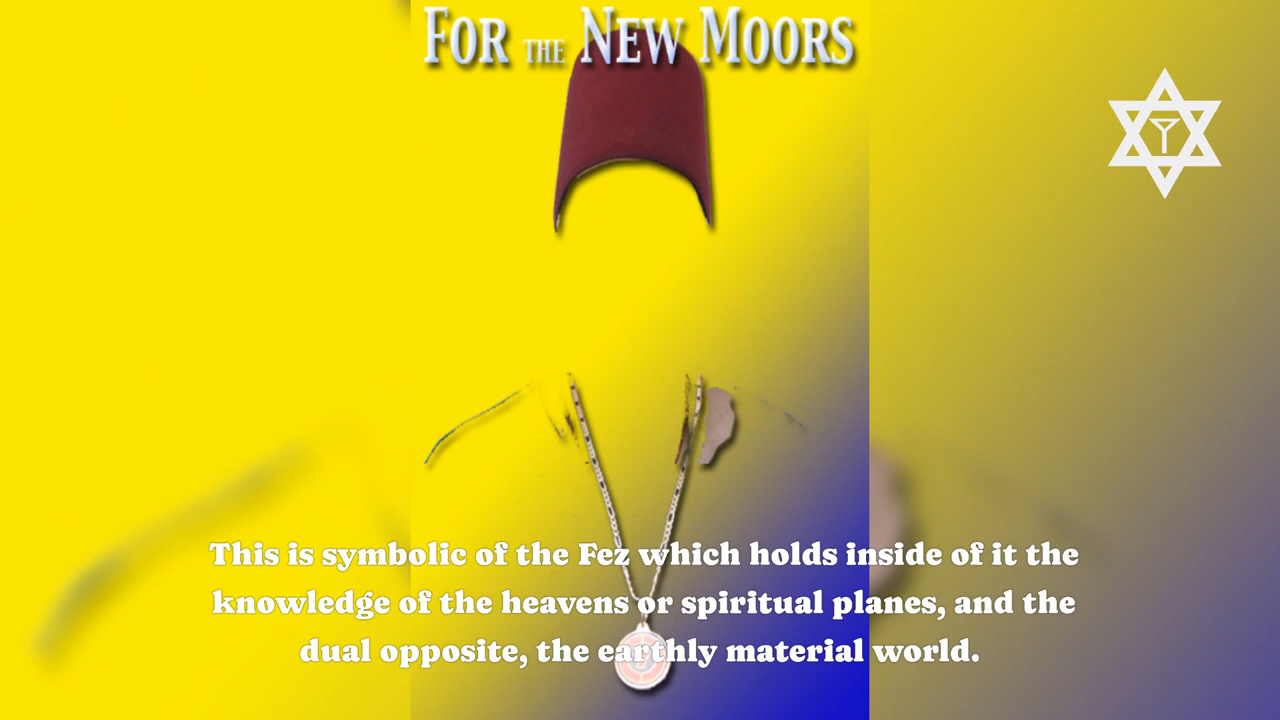 For the New Moors
This is symbolic of the Fez which holds inside of it the
knowledge of the heavens or spiritual planes, and the
dual opposite, the earthly material world.